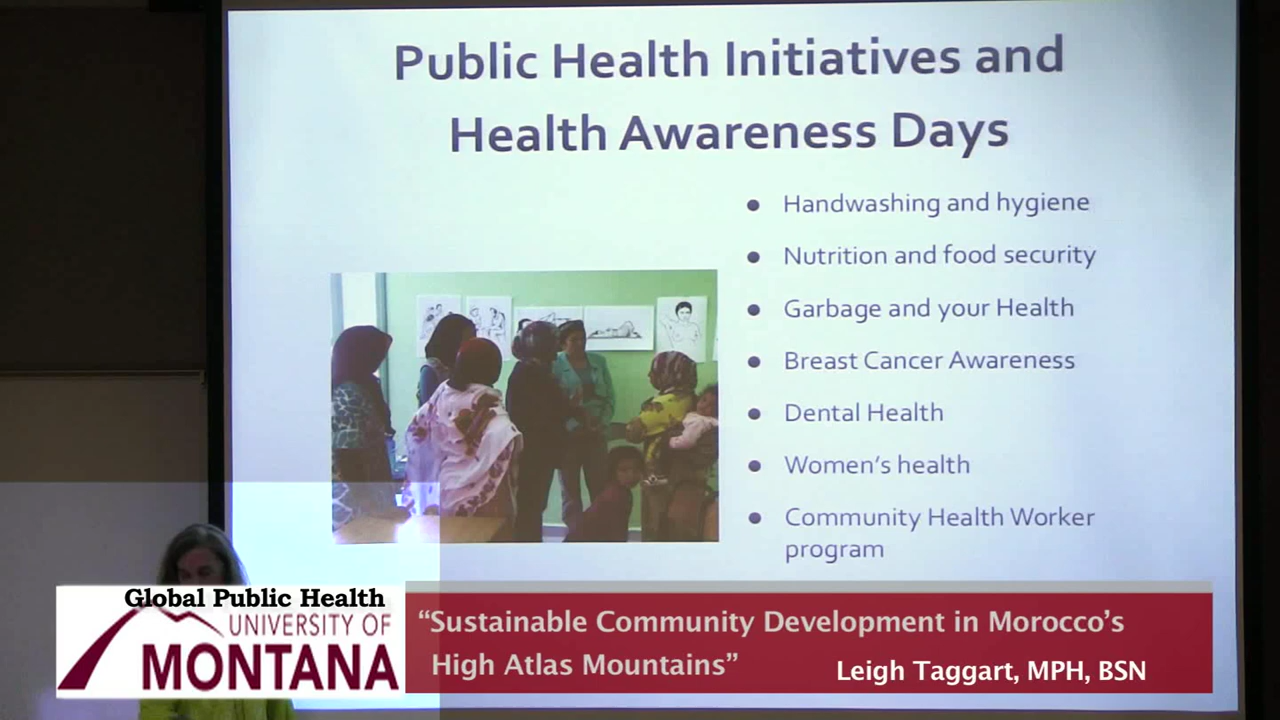 Public Health Initiatives and
Health Awareness Days
• Handwashing and hygiene
• Nutrition and food security
• Garbage and your Health
• Breast Cancer Awareness
• Dental Health
• Women's health
• Community Health Worker
program
Global Public Health
UNIVERSITY OF
MONTANA
“Sustainable Community Development in Morocco’s
High Atlas Mountains”
Leigh Taggart, MPH, BSN